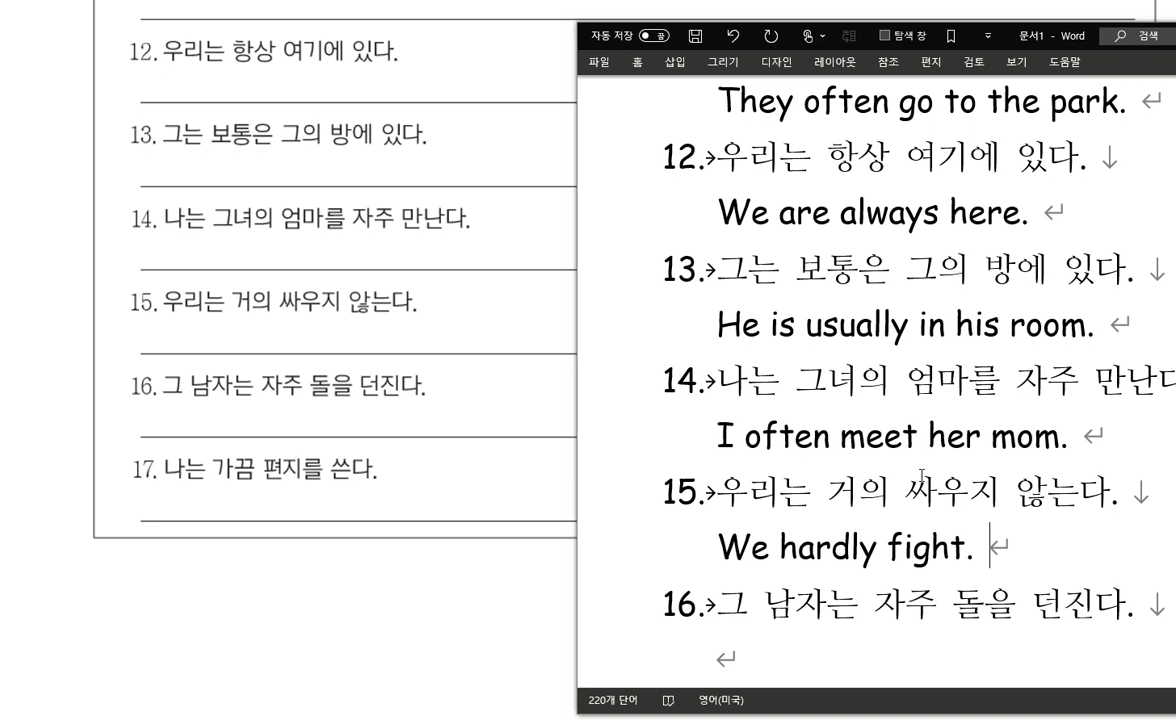 12. 우리는 항상 여기에 있다.
13. 그는 보통은 그의 방에 있다.
14. 나는 그녀의 엄마를 자주 만난다.
15. 우리는 거의 싸우지 않는다.
16. 그 남자는 자주 돌을 던진다.
17. 나는 가끔 편지를 쓴다.
자동 저장 끔 탐색 창 문서1 - Word 검색
파일 홈 삽입 그리기 디자인 레이아웃 참조 편지 검토 보기 도움말
They often go to the park.
12. 우리는 항상 여기에 있다.
We are always here.
13. 그는 보통은 그의 방에 있다.
He is usually in his room.
14. 나는 그녀의 엄마를 자주 만난다
I often meet her mom.
15. 우리는 거의 싸우지 않는다.
We hardly fight.
16. 그 남자는 자주 돌을 던진다.
220개 단어 영어(미국)